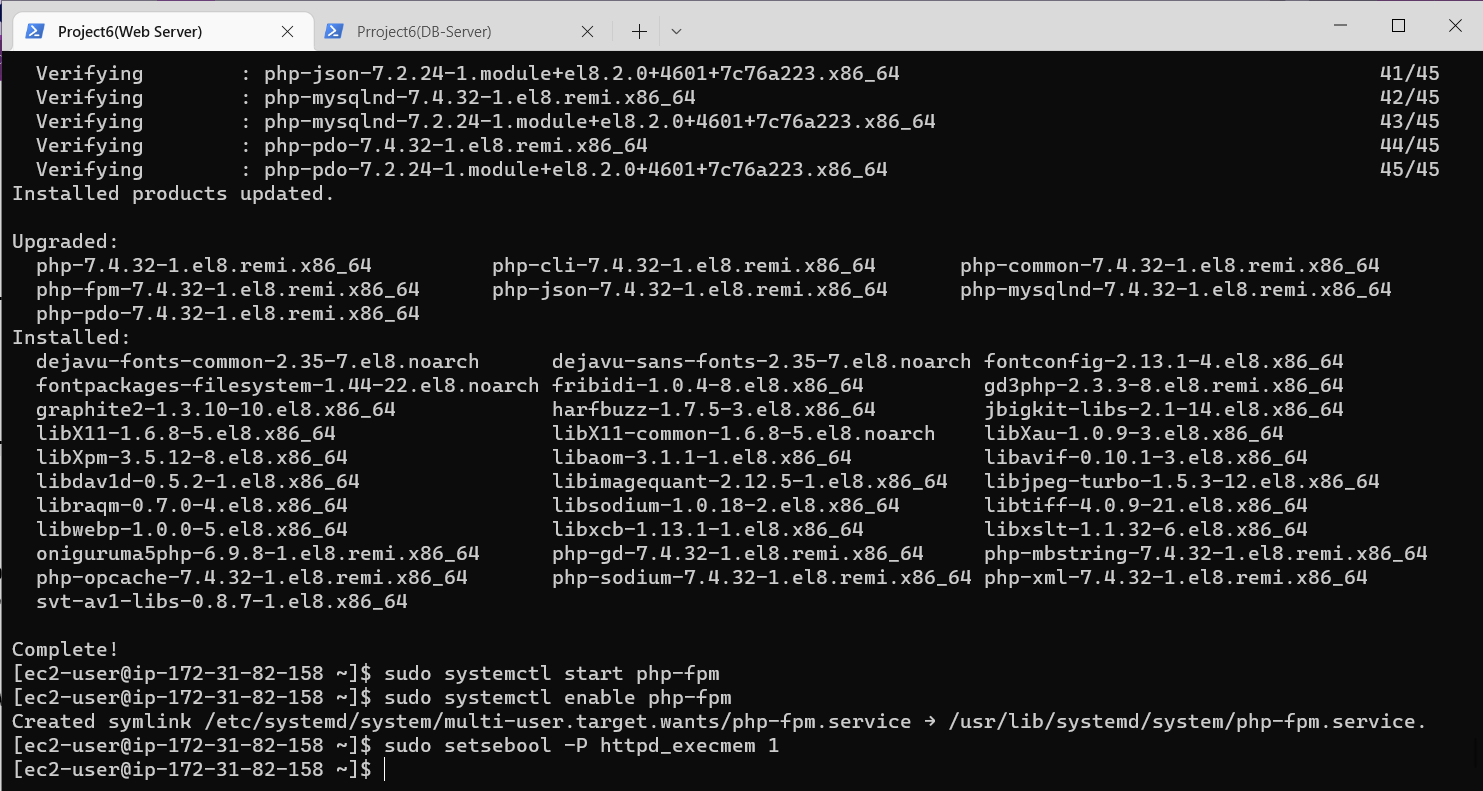 Project6(Web Server) Prroject6(DB-Server)
Verifying : php-json-7.2.24-1.module+el8.2.0+4601+7c76a223.x86_64 41/45
Verifying : php-mysqlnd-7.4.32-1.el8.remi.x86_64 42/45
Verifying : php-mysqlnd-7.2.24-1.module+el8.2.0+4601+7c76a223.x86_64 43/45
Verifying : php-pdo-7.4.32-1.el8.remi.x86_64 44/45
Verifying : php-pdo-7.2.24-1.module+el8.2.0+4601+7c76a223.x86_64 45/45
Installed products updated.
Upgraded:
php-7.4.32-1.el8.remi.x86_64 php-cli-7.4.32-1.el8.remi.x86_64 php-common-7.4.32-1.el8.remi.x86_64
php-fpm-7.4.32-1.el8.remi.x86_64 php-json-7.4.32-1.el8.remi.x86_64 php-mysqlnd-7.4.32-1.el8.remi.x86_64
php-pdo-7.4.32-1.el8.remi.x86_64
Installed:
dejavu-fonts-common-2.35-7.el8.noarch dejavu-sans-fonts-2.35-7.el8.noarch fontconfig-2.13.1-4.el8.x86_64
fontpackages-filesystem-1.44-22.el8.noarch fribidi-1.0.4-8.el8.x86_64 gd3php-2.3.3-8.el8.remi.x86_64
graphite2-1.3.10-10.el8.x86_64 harfbuzz-1.7.5-3.el8.x86_64 jbigkit-libs-2.1-14.el8.x86_64
libX11-1.6.8-5.el8.x86_64 libX11-common-1.6.8-5.el8.noarch libXau-1.0.9-3.el8.x86_64
libXpm-3.5.12-8.el8.x86_64 libaom-3.1.1-1.el8.x86_64 libavif-0.10.1-3.el8.x86_64
libdav1d-0.5.2-1.el8.x86_64 libimagequant-2.12.5-1.el8.x86_64 libjpeg-turbo-1.5.3-12.el8.x86_64
libraqm-0.7.0-4.el8.x86_64 libsodium-1.0.18-2.el8.x86_64 libtiff-4.0.9-21.el8.x86_64
libwebp-1.0.0-5.el8.x86_64 libxcb-1.13.1-1.el8.x86_64 libxslt-1.1.32-6.el8.x86_64
oniguruma5php-6.9.8-1.el8.remi.x86_64 php-gd-7.4.32-1.el8.remi.x86_64 php-mbstring-7.4.32-1.el8.remi.x86_64
php-opcache-7.4.32-1.el8.remi.x86_64 php-sodium-7.4.32-1.el8.remi.x86_64 php-xml-7.4.32-1.el8.remi.x86_64
svt-av1-libs-0.8.7-1.el8.x86_64
Complete!
[ec2-user@ip-172-31-82-158 ~]$ sudo systemctl start php-fpm
[ec2-user@ip-172-31-82-158 ~]$ sudo systemctl enable php-fpm
Created symlink /etc/systemd/system/multi-user.target.wants/php-fpm.service → /usr/lib/systemd/system/php-fpm.service.
[ec2-user@ip-172-31-82-158 ~]$ sudo setsebool -P httpd_execmem 1
[ec2-user@ip-172-31-82-158 ~]$